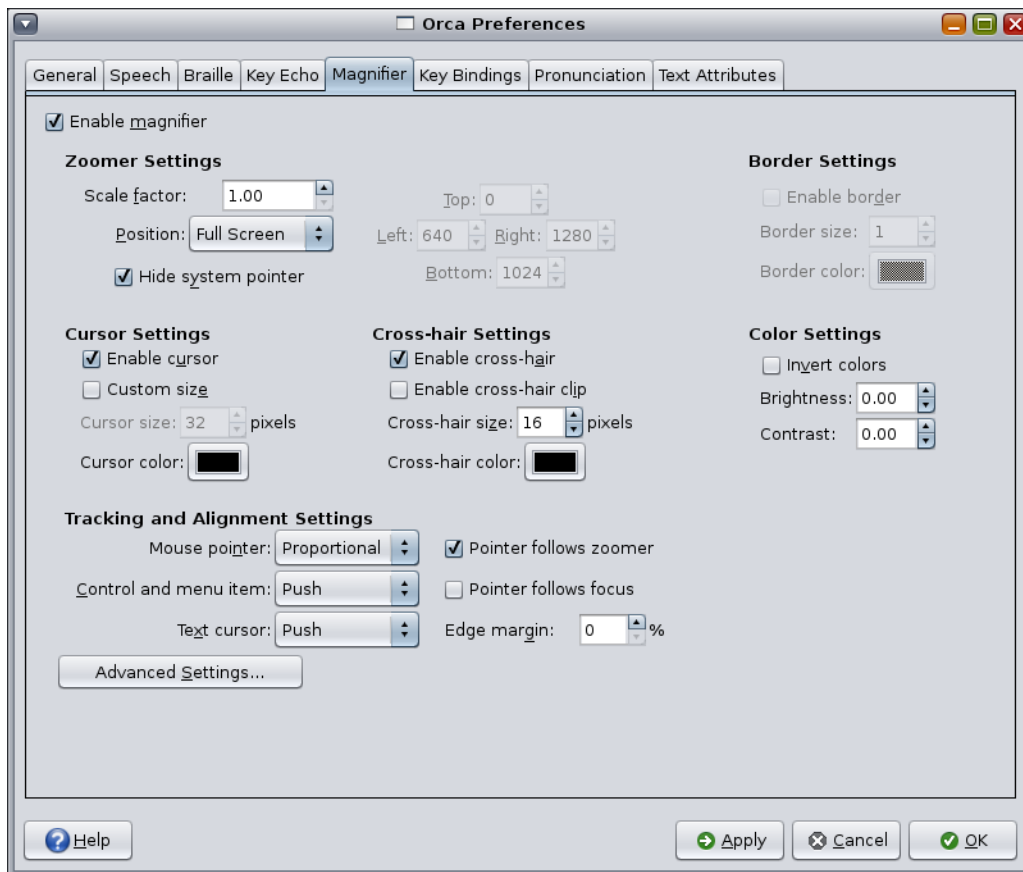 Orca Preferences
General Speech Braille Key Echo Magnifier Key Bindings Pronunciation Text Attributes
Enable magnifier
Zoomer Settings
Border Settings
Scale factor: 1.00
Top: 0
Enable border
Position: Full Screen
Left: 640 Right: 1280
Border size: 1
Hide system pointer
Bottom: 1024
Border color:
Cursor Settings
Cross-hair Settings
Color Settings
Enable cursor
Enable cross-hair
Invert colors
Custom size
Enable cross-hair clip
Brightness: 0.00
Cursor size: 32 pixels
Cross-hair size: 16 pixels
Contrast: 0.00
Cursor color:
Cross-hair color:
Tracking and Alignment Settings
Mouse pointer: Proportional
Pointer follows zoomer
Control and menu item: Push
Pointer follows focus
Text cursor: Push
Edge margin: 0 %
Advanced Settings...
Help
Apply
Cancel
OK